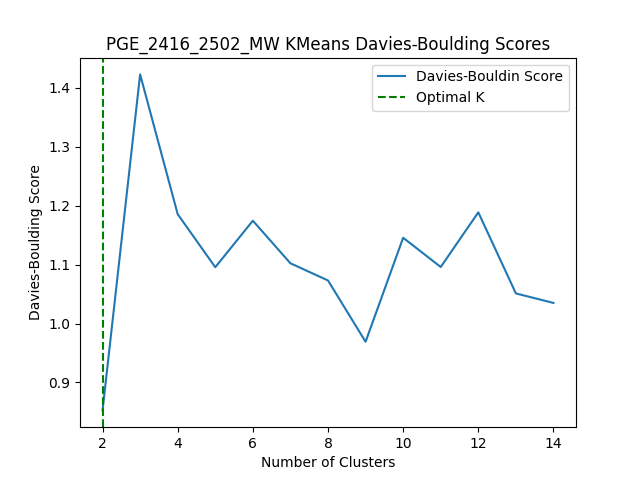 PGE_2416_2502_MW KMeans Davies-Boulding Scores
Davies-Bouldin Score
Optimal K
Davies-Boulding Score
1.4
1.3
1.2
1.1
1.0
0.9
2 4 6 8 10 12 14
Number of Clusters